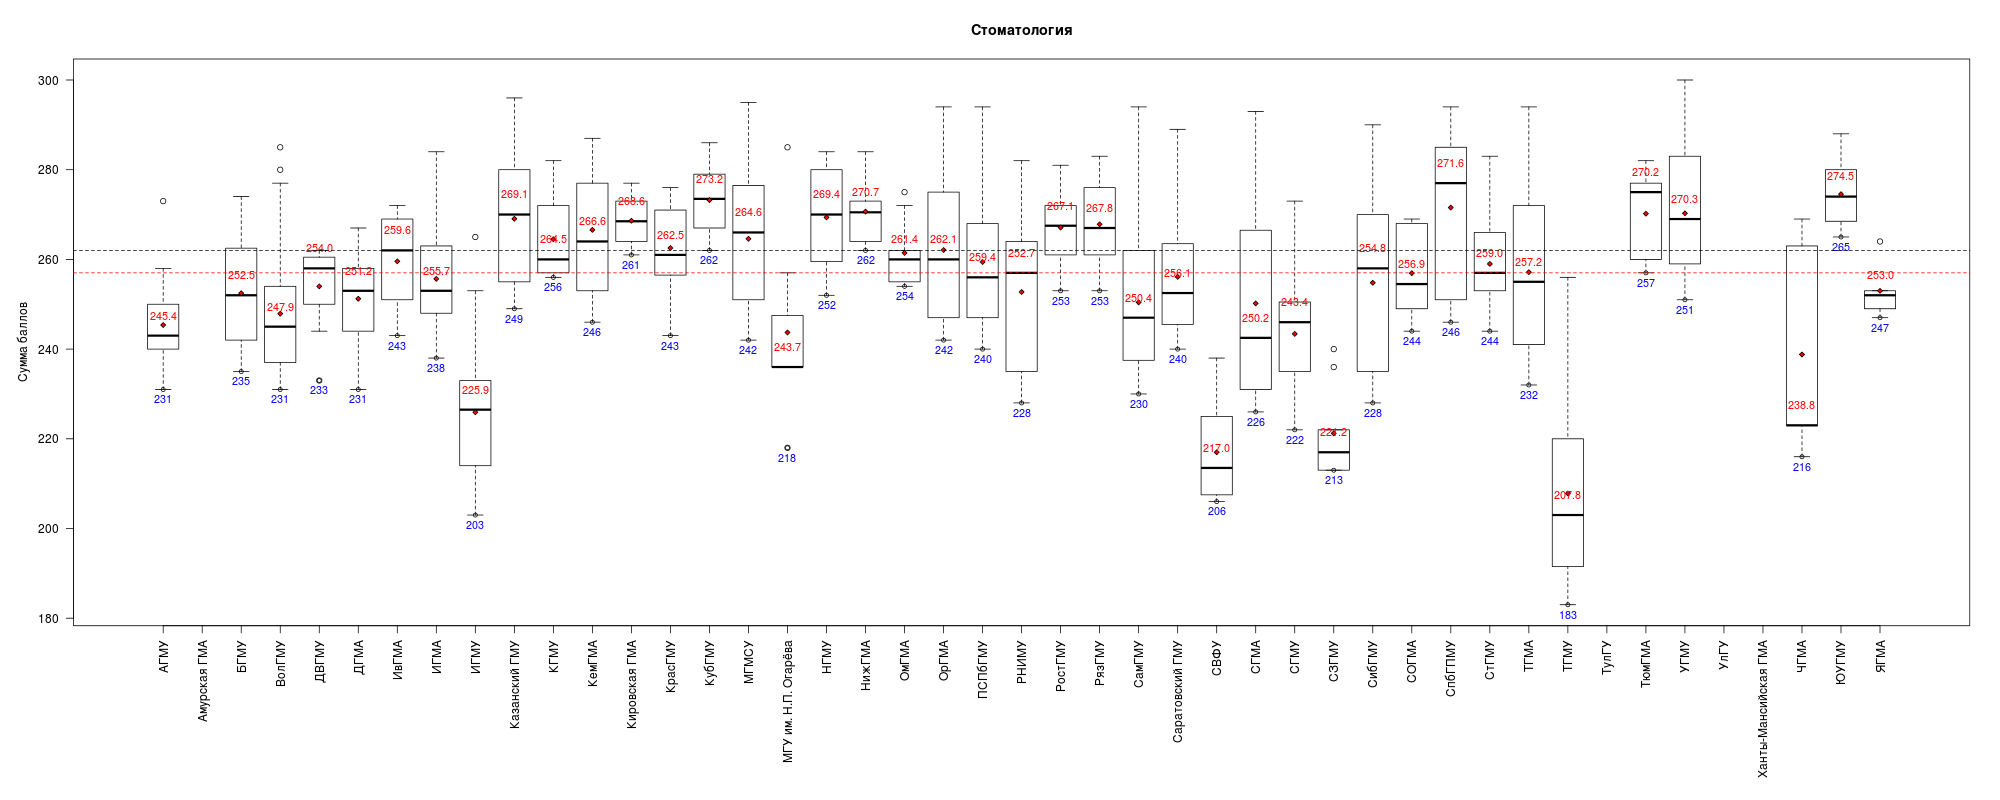 Стоматология
Сумма баллов
300
280
260
240
220
200
180
245.4
231
252.5
235
247.9
231
254.0
233
251.2
231
259.6
243
255.7
238
225.9
203
269.1
249
264.5
256
266.6
246
268.6
261
262.5
243
273.2
262
264.6
242
243.7
218
269.4
252
270.7
262
261.4
254
262.1
242
259.4
240
252.7
228
267.1
253
267.8
253
250.4
230
256.1
240
217.0
206
250.2
226
243.4
222
221.2
213
254.8
228
256.9
244
271.6
246
259.0
244
257.2
232
207.8
183
270.2
257
270.3
251
238.8
216
274.5
265
253.0
247
АГМУ
Амурская ГМА
БГМУ
ВолГМУ
ДВГМУ
ДГМА
ИвГМА
ИГМА
ИГМУ
Казанский ГМУ
КГМУ
КемГМА
Кировская ГМА
КрасГМУ
КубГМУ
МГМСУ
МГУ им. Н.П. Огарёва
НГМУ
НижГМА
ОмГМА
ОрГМА
ПСПбГМУ
РНИМУ
РостГМУ
РязГМУ
СамГМУ
Саратовский ГМУ
СВФУ
СГМА
СГМУ
СЗГМУ
СибГМУ
СОГМА
СпбГПМУ
СтГМУ
ТГМА
ТГМУ
ТулГУ
ТюмГМА
УГМУ
УлГУ
Ханты-Мансийская ГМА
ЧГМА
ЮУГМУ
ЯГМА